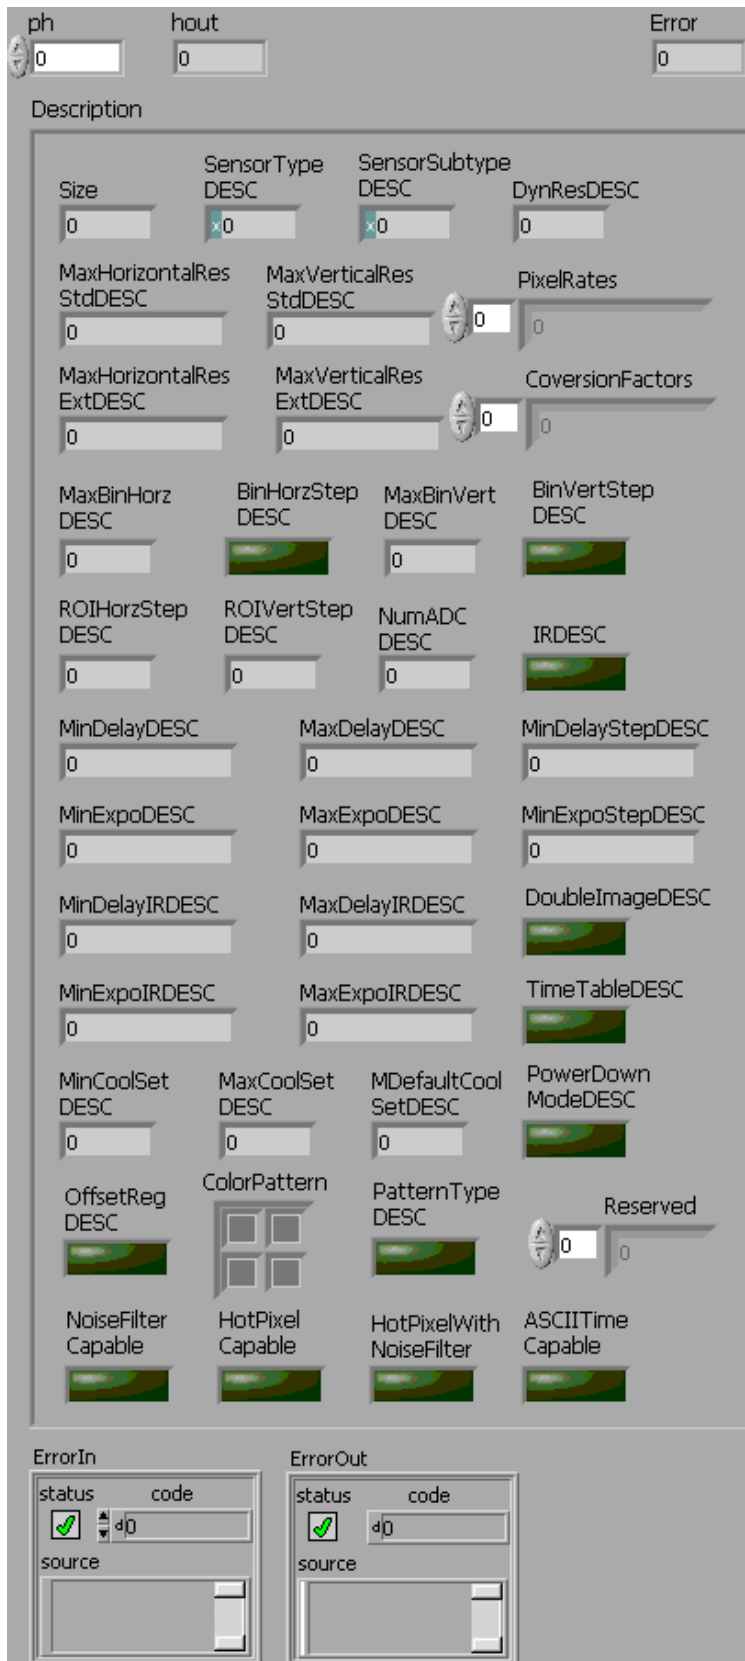 ph hout Error
0 0 0
Description
SensorType SensorSubtype
Size DESC DESC DynResDESC
0 x0 x0 0
MaxHorizontalRes MaxVerticalRes PixelRates
StdDESC StdDESC
0 0 0 0
MaxHorizontalRes MaxVerticalRes CoversionFactors
ExtDESC ExtDESC
0 0 0 0
MaxBinHorz BinHorzStep MaxBinVert BinVertStep
DESC DESC DESC DESC
0 0
ROIHorzStep ROIVertStep NumADC IRDESC
DESC DESC DESC
0 0 0
MinDelayDESC MaxDelayDESC MinDelayStepDESC
0 0 0
MinExpoDESC MaxExpoDESC MinExpoStepDESC
0 0 0
MinDelayIRDESC MaxDelayIRDESC DoubleImageDESC
0 0
MinExpoIRDESC MaxExpoIRDESC TimeTableDESC
0 0
MinCoolSet MaxCoolSet MDefaultCool PowerDown
DESC DESC SetDESC ModeDESC
0 0 0
OffsetReg ColorPattern PatternType Reserved
DESC DESC
0 0
NoiseFilter HotPixel HotPixelWith ASCIITime
Capable Capable NoiseFilter Capable
ErrorIn ErrorOut
status code status code
d0 d0
source source